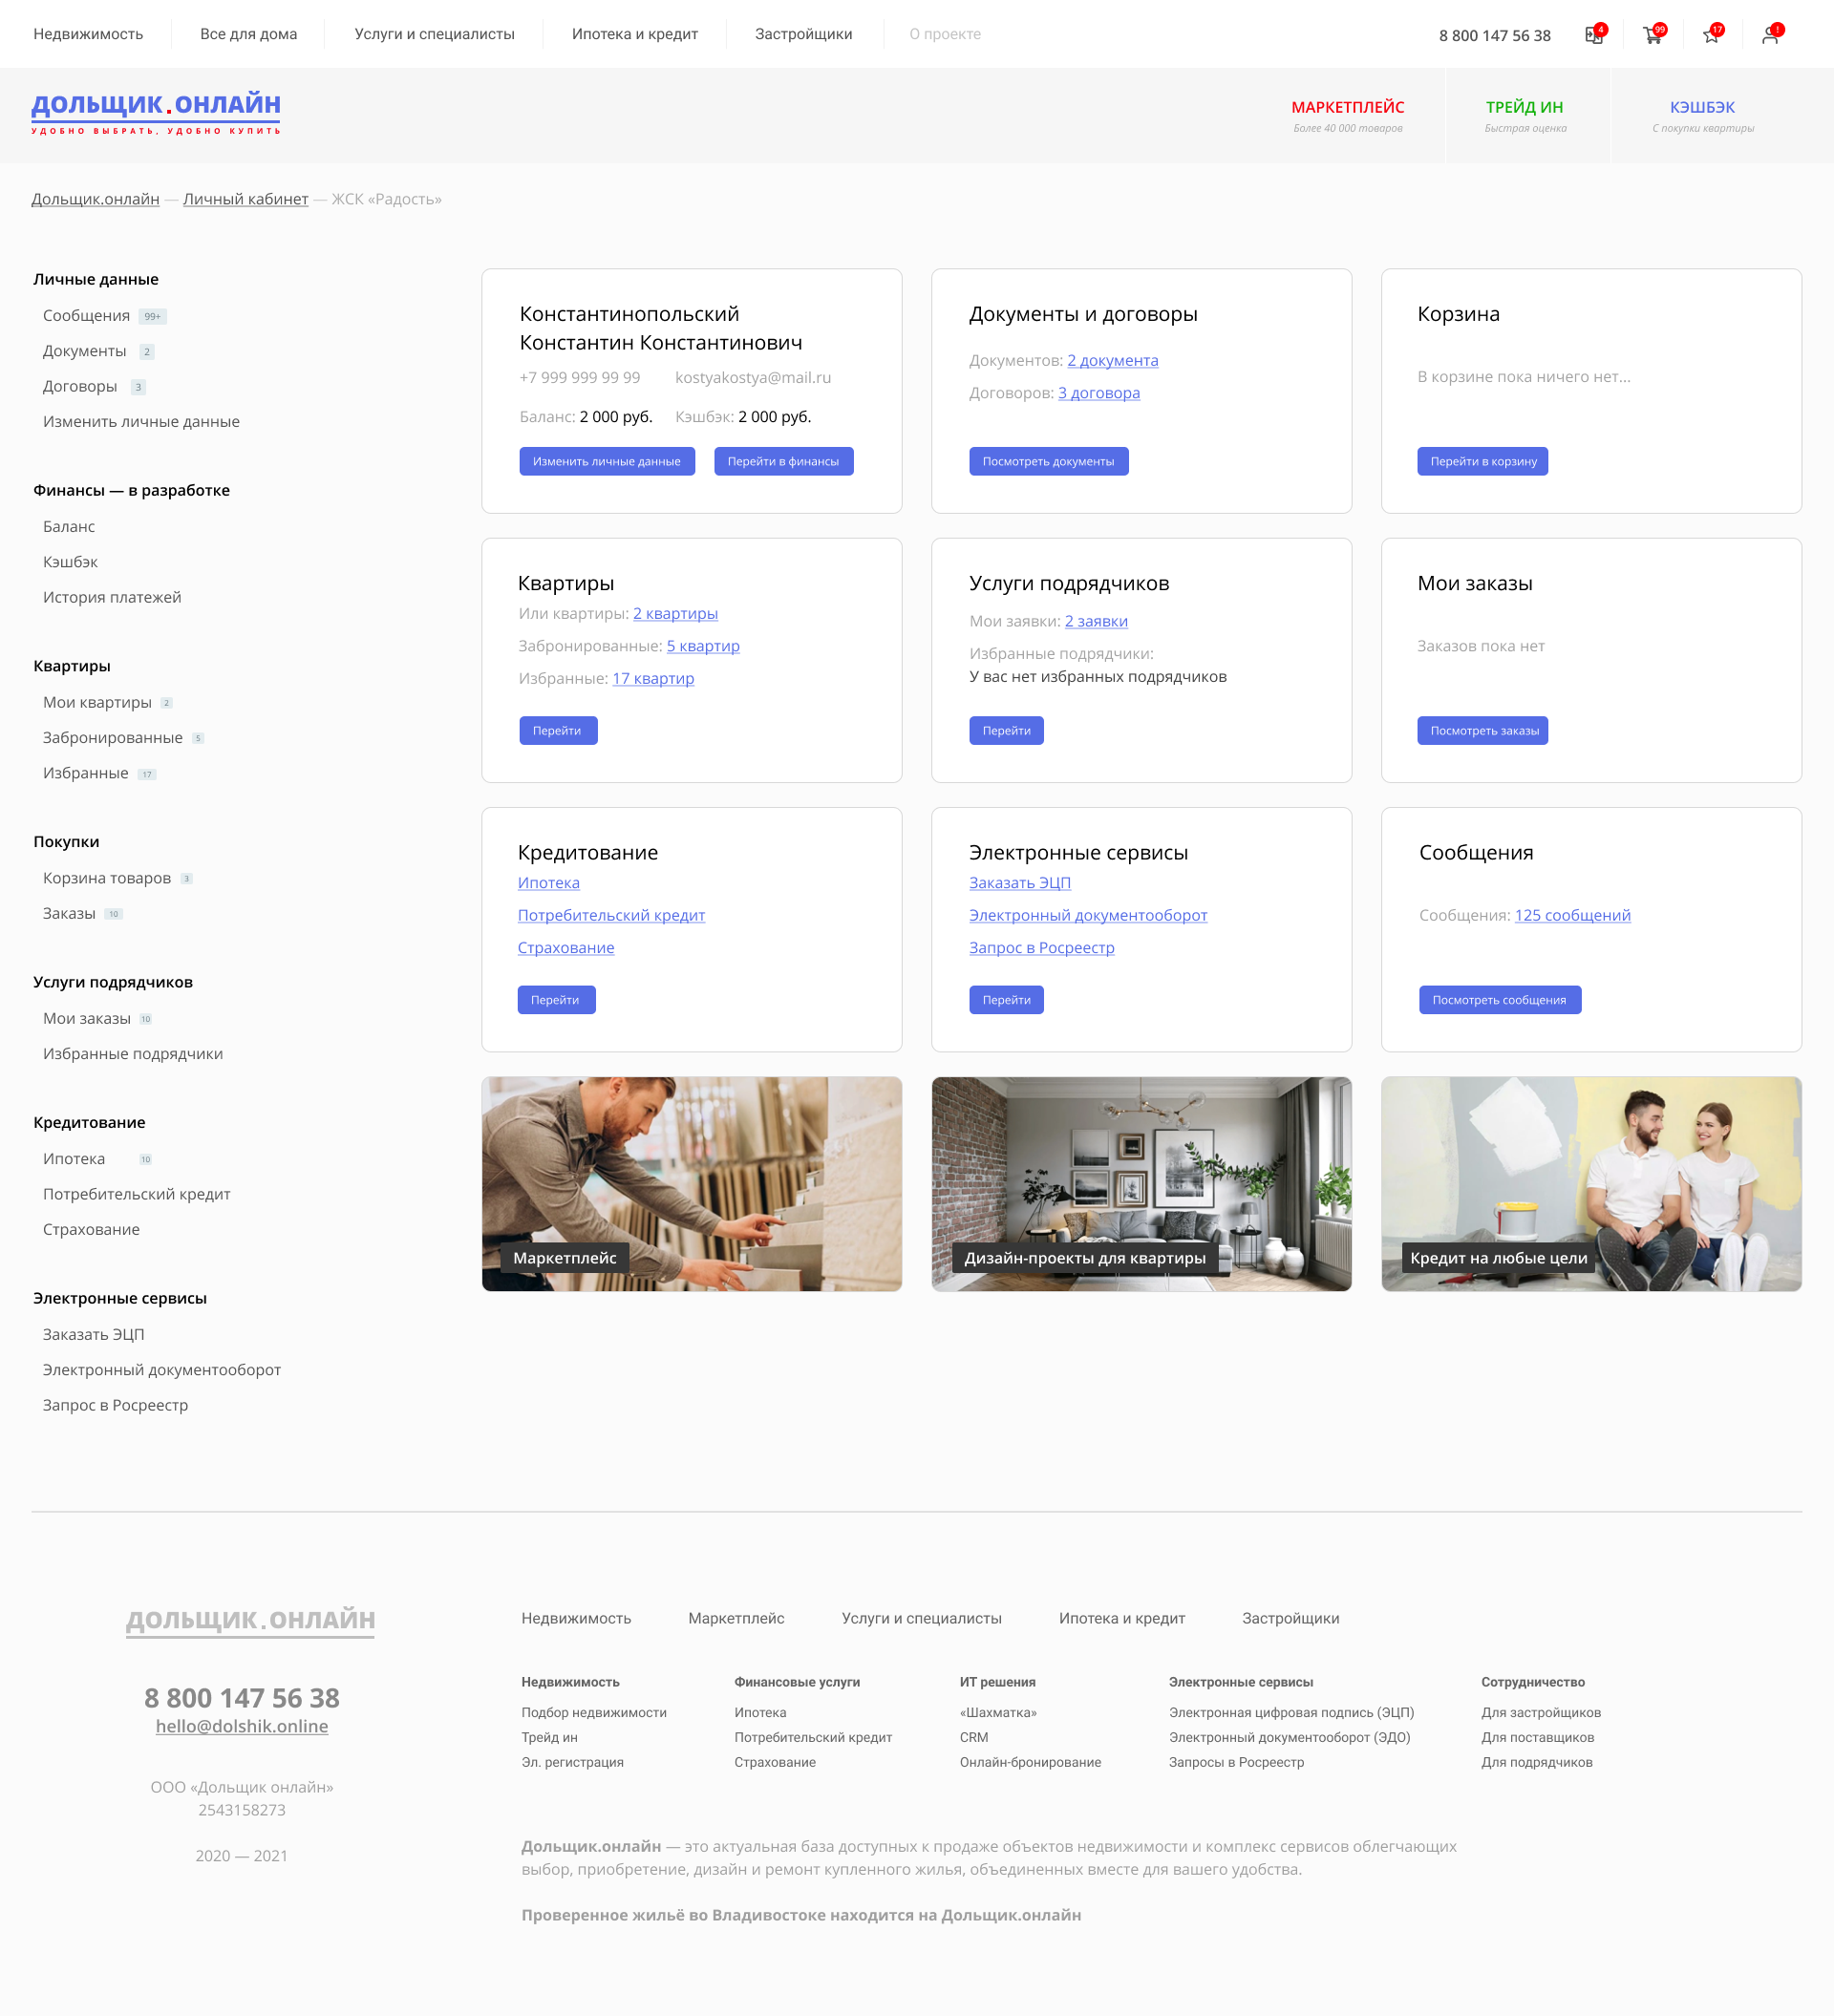 Недвижимость
Все для дома
Услуги и специалисты
Ипотека и кредит
Застройщики
О проекте
8 800 147 56 38
4
99
17
!
ДОЛЬЩИК.ОНЛАЙН
УДОБНО ВЫБРАТЬ, УДОБНО КУПИТЬ
МАРКЕТПЛЕЙС
Более 40 000 товаров
ТРЕЙД ИН
Быстрая оценка
КЭШБЭК
С покупки квартиры
Дольщик.онлайн — Личный кабинет — ЖСК «Радость»
Личные данные
Сообщения 99+
Документы 2
Договоры 3
Изменить личные данные
Финансы — в разработке
Баланс
Кэшбэк
История платежей
Квартиры
Мои квартиры 2
Забронированные 5
Избранные 17
Покупки
Корзина товаров 3
Заказы 10
Услуги подрядчиков
Мои заказы 10
Избранные подрядчики
Кредитование
Ипотека 10
Потребительский кредит
Страхование
Электронные сервисы
Заказать ЭЦП
Электронный документооборот
Запрос в Росреестр
Константинопольский
Константин Константинович
+7 999 999 99 99 kostyakostya@mail.ru
Баланс: 2 000 руб. Кэшбэк: 2 000 руб.
Изменить личные данные
Перейти в финансы
Документы и договоры
Документов: 2 документа
Договоров: 3 договора
Посмотреть документы
Корзина
В корзине пока ничего нет...
Перейти в корзину
Квартиры
Или квартиры: 2 квартиры
Забронированные: 5 квартир
Избранные: 17 квартир
Перейти
Услуги подрядчиков
Мои заявки: 2 заявки
Избранные подрядчики:
У вас нет избранных подрядчиков
Перейти
Мои заказы
Заказов пока нет
Посмотреть заказы
Кредитование
Ипотека
Потребительский кредит
Страхование
Перейти
Электронные сервисы
Заказать ЭЦП
Электронный документооборот
Запрос в Росреестр
Перейти
Сообщения
Сообщения: 125 сообщений
Посмотреть сообщения
Маркетплейс
Дизайн-проекты для квартиры
Кредит на любые цели
ДОЛЬЩИК.ОНЛАЙН
8 800 147 56 38
hello@dolshik.online
ООО «Дольщик онлайн»
2543158273
2020 — 2021
Недвижимость
Маркетплейс
Услуги и специалисты
Ипотека и кредит
Застройщики
Недвижимость
Подбор недвижимости
Трейд ин
Эл. регистрация
Финансовые услуги
Ипотека
Потребительский кредит
Страхование
ИТ решения
«Шахматка»
CRM
Онлайн-бронирование
Электронные сервисы
Электронная цифровая подпись (ЭЦП)
Электронный документооборот (ЭДО)
Запросы в Росреестр
Сотрудничество
Для застройщиков
Для поставщиков
Для подрядчиков
Дольщик.онлайн — это актуальная база доступных к продаже объектов недвижимости и комплекс сервисов облегчающих
выбор, приобретение, дизайн и ремонт купленного жилья, объединенных вместе для вашего удобства.
Проверенное жильё во Владивостоке находится на Дольщик.онлайн